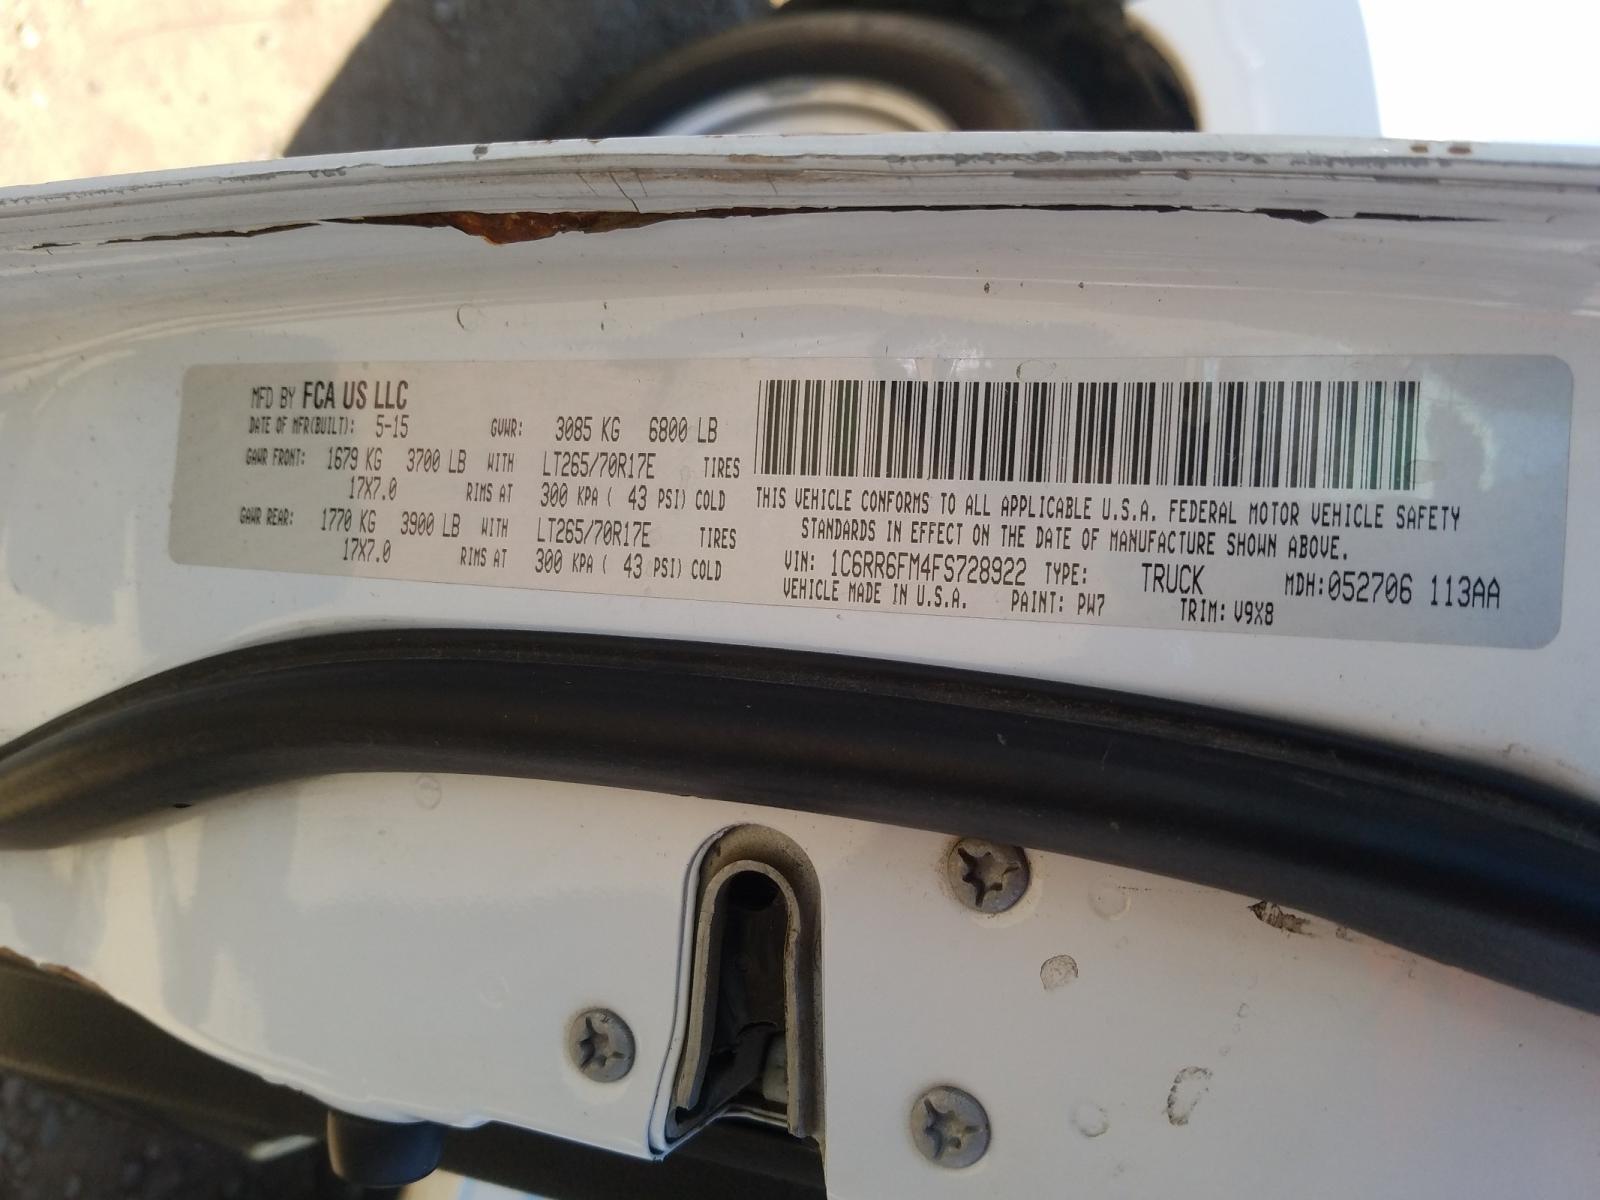 MFD BY FCA US LLC
DATE OF MFR(BUILT): 5-15 GVWR: 3085 KG 6800 LB
GAWR FRONT: 1679 KG 3700 LB WITH LT265/70R17E TIRES
17X7.0 RIMS AT 300 KPA ( 43 PSI) COLD
GAWR REAR: 1770 KG 3900 LB WITH LT265/70R17E TIRES
17X7.0 RIMS AT 300 KPA ( 43 PSI) COLD
THIS VEHICLE CONFORMS TO ALL APPLICABLE U.S.A. FEDERAL MOTOR VEHICLE SAFETY
STANDARDS IN EFFECT ON THE DATE OF MANUFACTURE SHOWN ABOVE.
VIN: 1C6RR6FM4FS728922 TYPE: TRUCK MDH:052706 113AA
VEHICLE MADE IN U.S.A. PAINT: PW7 TRIM: V9X8